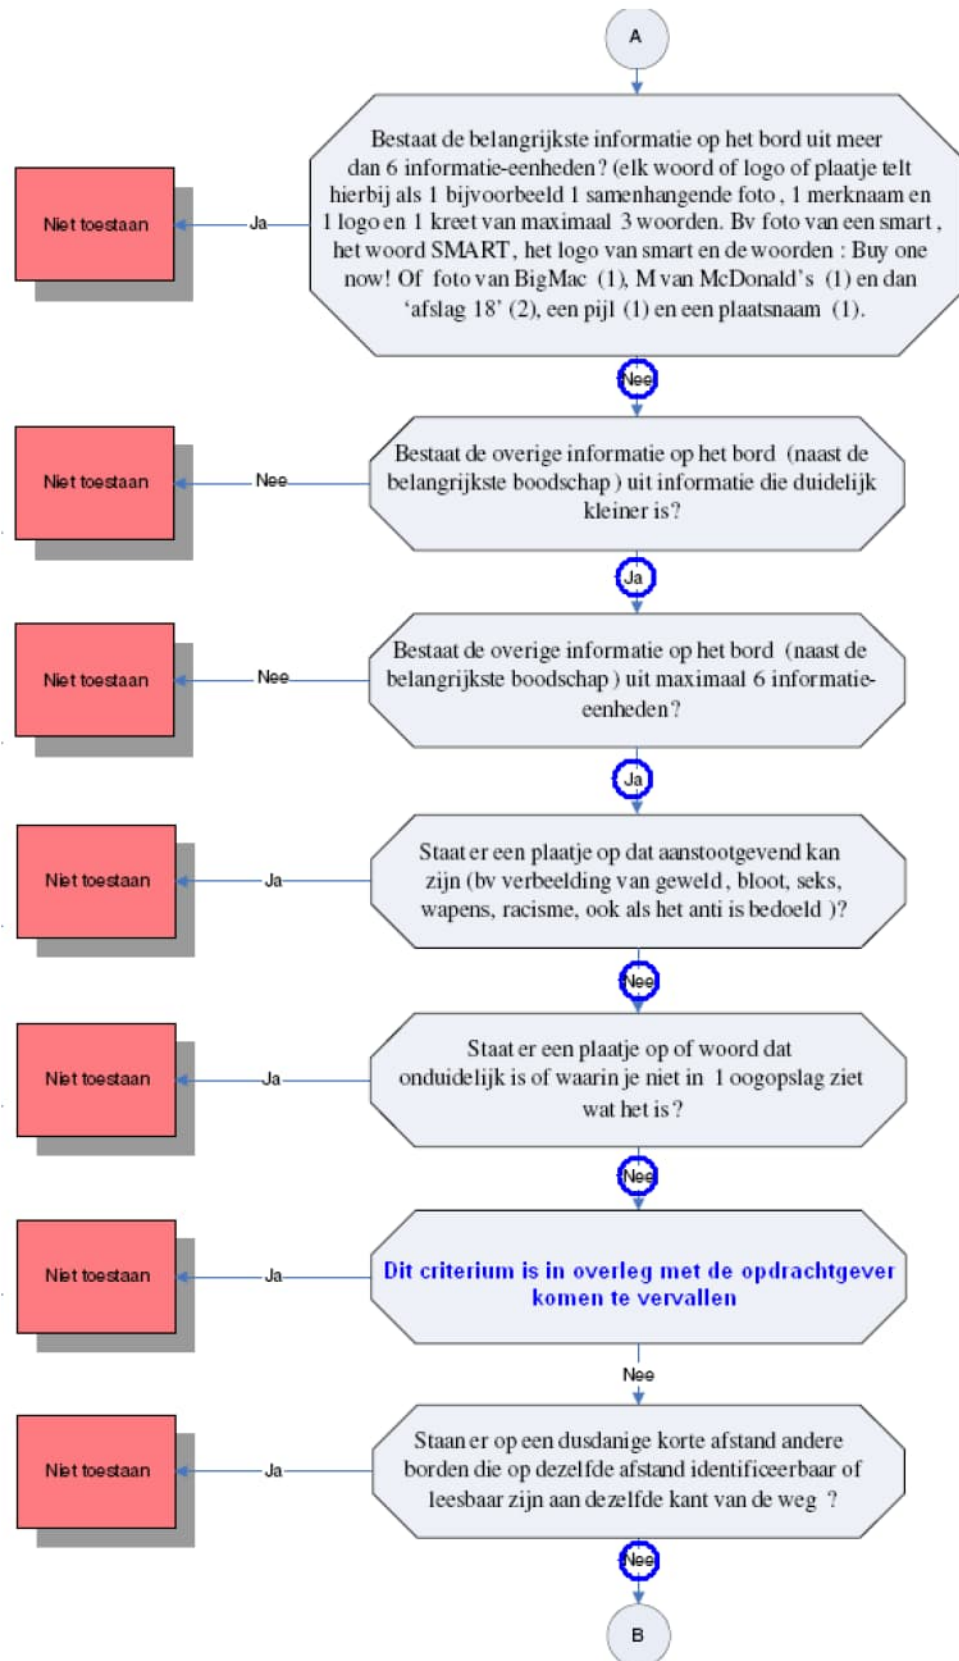 A
Bestaat de belangrijkste informatie op het bord uit meer
dan 6 informatie-eenheden? (elk woord of logo of plaatje telt
hierbij als 1 bijvoorbeeld 1 samenhangende foto, 1 merknaam en
1 logo en 1 kreet van maximaal 3 woorden. Bv foto van een smart,
het woord SMART, het logo van smart en de woorden : Buy one
now! Of foto van BigMac (1), M van McDonald's (1) en dan
‘afslag 18’ (2), een pijl (1) en een plaatsnaam (1).
Ja
Niet toestaan
Nee
Bestaat de overige informatie op het bord (naast de
belangrijkste boodschap) uit informatie die duidelijk
kleiner is?
Nee
Niet toestaan
Ja
Bestaat de overige informatie op het bord (naast de
belangrijkste boodschap) uit maximaal 6 informatie-
eenheden?
Nee
Niet toestaan
Ja
Staat er een plaatje op dat aanstootgevend kan
zijn (bv verbeelding van geweld, bloot, seks,
wapens, racisme, ook als het anti is bedoeld)?
Ja
Niet toestaan
Nee
Staat er een plaatje op of woord dat
onduidelijk is of waarin je niet in 1 oogopslag ziet
wat het is?
Ja
Niet toestaan
Nee
Dit criterium is in overleg met de opdrachtgever
komen te vervallen
Ja
Niet toestaan
Nee
Staan er op een dusdanige korte afstand andere
borden die op dezelfde afstand identificeerbaar of
leesbaar zijn aan dezelfde kant van de weg ?
Ja
Niet toestaan
Nee
B